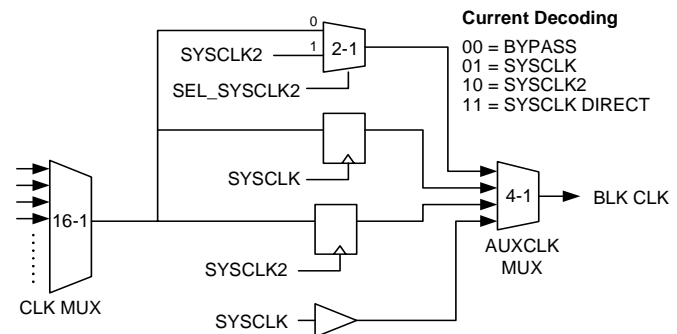 Current Decoding
00 = BYPASS
01 = SYSCLK
10 = SYSCLK2
11 = SYSCLK DIRECT
0
SYSCLK2
1
2-1
SEL_SYSCLK2
SYSCLK
16-1
4-1
BLK CLK
AUXCLK
MUX
SYSCLK2
CLK MUX
SYSCLK